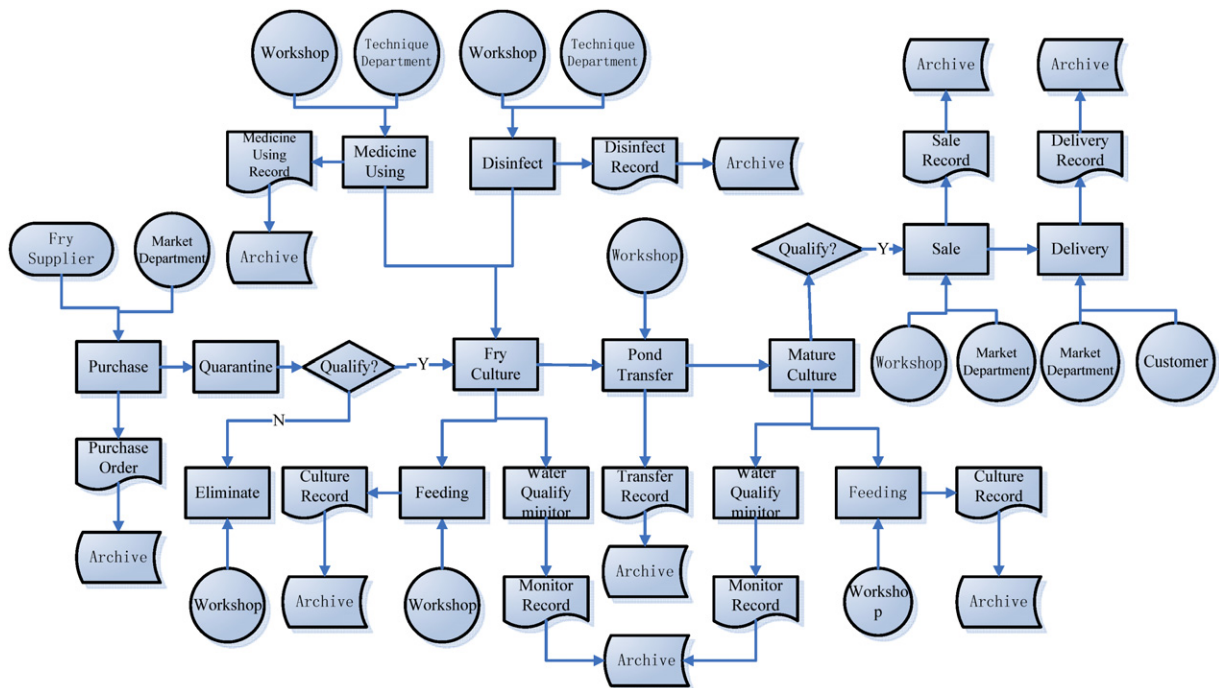 Workshop
Technique
Department
Workshop
Technique
Department
Archive
Archive
Medicine
Using
Record
Medicine
Using
Disinfect
Disinfect
Record
Archive
Sale
Record
Delivery
Record
Fry
Supplier
Market
Department
Archive
Workshop
Qualify?
Y
Sale
Delivery
Purchase
Quarantine
Qualify?
Y
Fry
Culture
Pond
Transfer
Mature
Culture
Workshop
Market
Department
Market
Department
Customer
N
Purchase
Order
Eliminate
Culture
Record
Feeding
Water
Qualify
minitor
Transfer
Record
Water
Qualify
minitor
Feeding
Culture
Record
Archive
Workshop
Archive
Workshop
Monitor
Record
Archive
Monitor
Record
Worksho
p
Archive
Archive